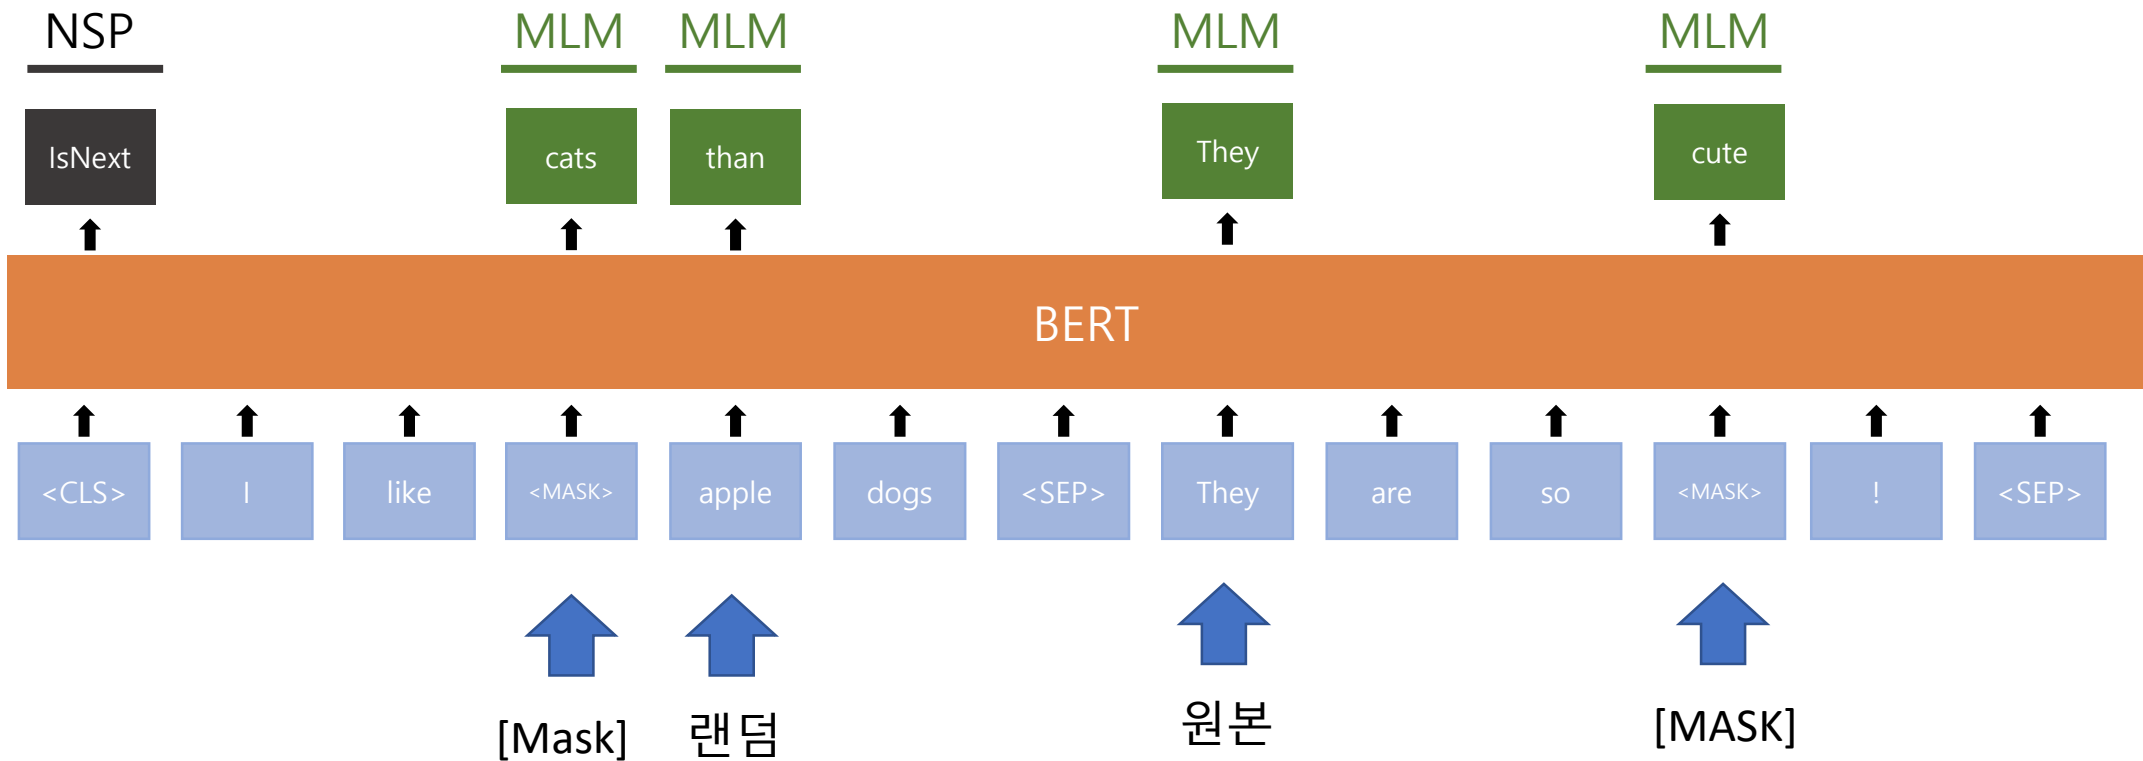 NSP MLM MLM MLM MLM
IsNext cats than They cute
BERT
<CLS> I like <MASK> apple dogs <SEP> They are so <MASK> ! <SEP>
[Mask] 랜덤 원본 [MASK]